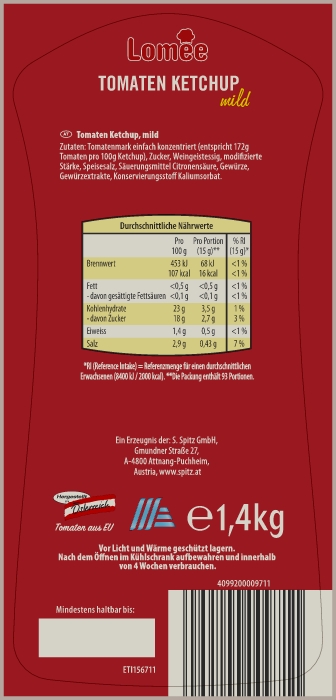 Lomee
TOMATEN KETCHUP
mild
AT Tomaten Ketchup, mild
Zutaten: Tomatenmark einfach konzentriert (entspricht 172g
Tomaten pro 100g Ketchup), Zucker, Weingeistessig, modifizierte
Stärke, Speisesalz, Säuerungsmittel Citronensäure, Gewürze,
Gewürzextrakte, Konservierungsstoff Kaliumsorbat.
Durchschnittliche Nährwerte
Pro 100 g Pro Portion (15 g)** % RI (15 g)*
Brennwert 453 kJ 68 kJ <1 %
107 kcal 16 kcal <1 %
Fett <0,5 g <0,5 g <1 %
- davon gesättigte Fettsäuren <0,1 g <0,1 g <1 %
Kohlenhydrate 23 g 3,5 g 1 %
- davon Zucker 18 g 2,7 g 3 %
Eiweiss 1,4 g 0,5 g <1 %
Salz 2,9 g 0,43 g 7 %
*RI (Reference Intake) = Referenzmenge für einen durchschnittlichen
Erwachsenen (8400 kJ / 2000 kcal). **Die Packung enthält 93 Portionen.
Ein Erzeugnis der: S. Spitz GmbH,
Gmundner Straße 27,
A-4800 Attnang-Puchheim,
Austria, www.spitz.at
Hergestellt in
Österreich
Tomaten aus EU
℮1,4kg
Vor Licht und Wärme geschützt lagern.
Nach dem Öffnen im Kühlschrank aufbewahren und innerhalb
von 4 Wochen verbrauchen.
4099200009711
Mindestens haltbar bis:
ETI156711